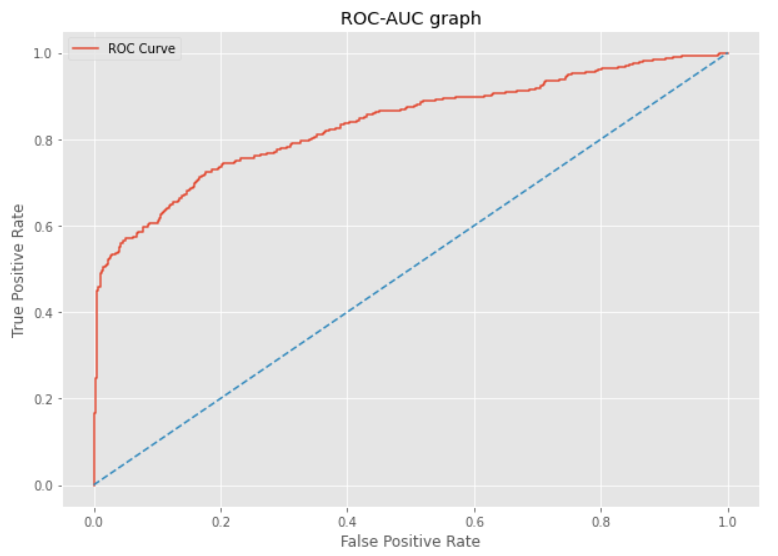 ROC-AUC graph
1.0
ROC Curve
0.8
0.6
0.4
0.2
0.0
True Positive Rate
0.0 0.2 0.4 0.6 0.8 1.0
False Positive Rate